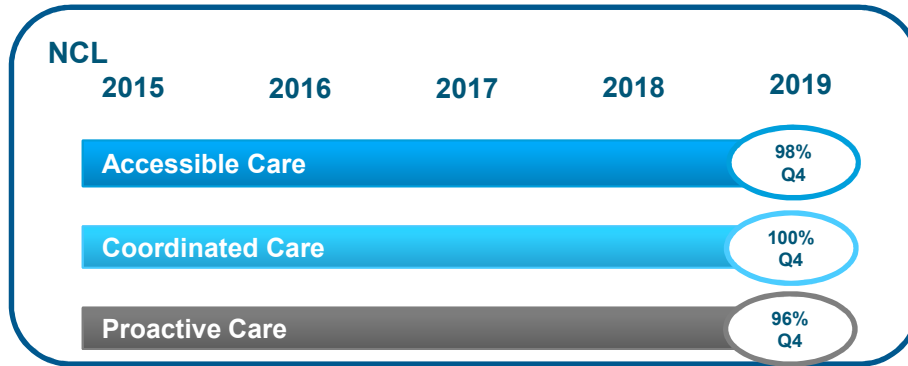 NCL
2015 2016 2017 2018 2019
Accessible Care
98%
Q4
Coordinated Care
100%
Q4
Proactive Care
96%
Q4